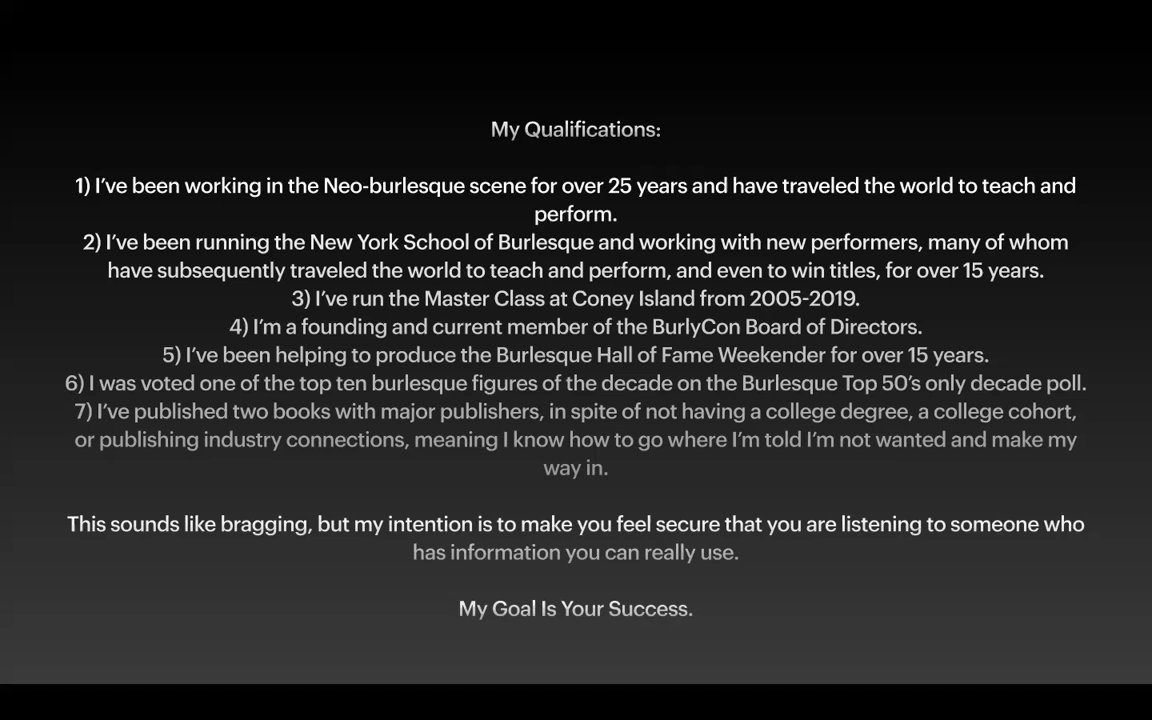 My Qualifications:
1) I’ve been working in the Neo-burlesque scene for over 25 years and have traveled the world to teach and
perform.
2) I’ve been running the New York School of Burlesque and working with new performers, many of whom
have subsequently traveled the world to teach and perform, and even to win titles, for over 15 years.
3) I’ve run the Master Class at Coney Island from 2005-2019.
4) I’m a founding and current member of the BurlyCon Board of Directors.
5) I’ve been helping to produce the Burlesque Hall of Fame Weekender for over 15 years.
6) I was voted one of the top ten burlesque figures of the decade on the Burlesque Top 50’s only decade poll.
7) I’ve published two books with major publishers, in spite of not having a college degree, a college cohort,
or publishing industry connections, meaning I know how to go where I’m told I’m not wanted and make my
way in.
This sounds like bragging, but my intention is to make you feel secure that you are listening to someone who
has information you can really use.
My Goal Is Your Success.